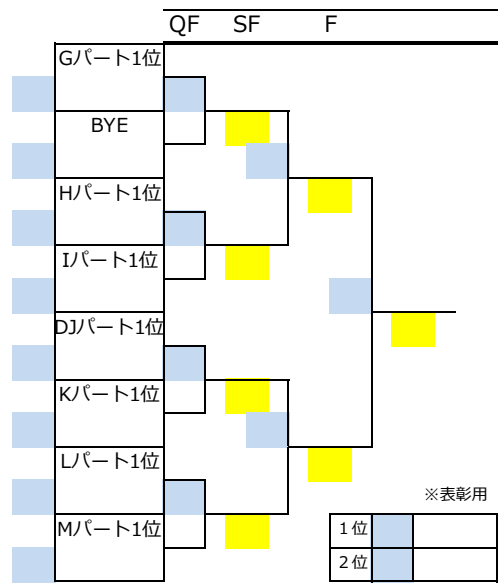 QF SF F
Gパート1位
BYE
Hパート1位
Iパート1位
DJパート1位
Kパート1位
Lパート1位
Mパート1位
※表彰用
1位
2位